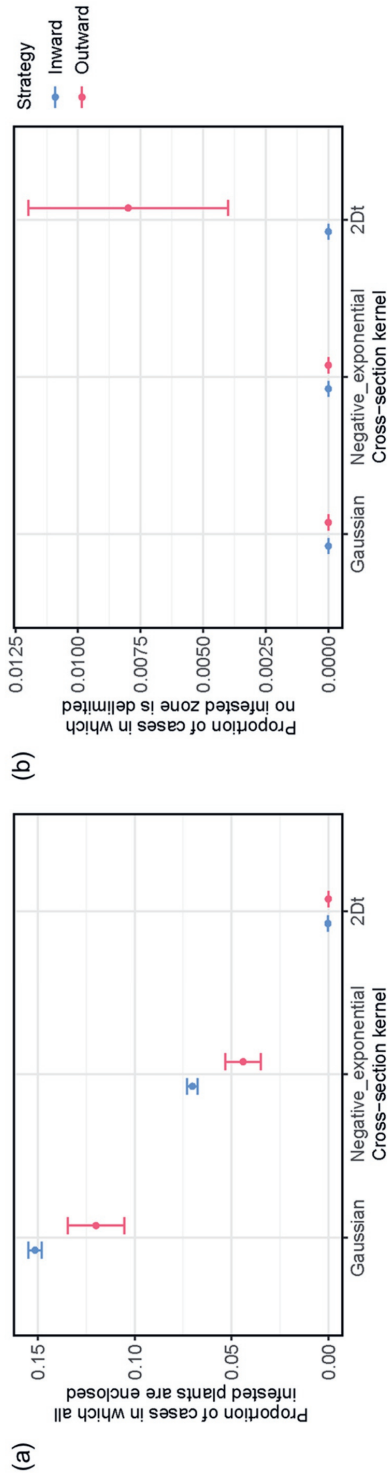 (a)
Proportion of cases in which all
infested plants are enclosed
0.15
0.10
0.05
0.00
Gaussian
Negative_exponential
2Dt
Cross−section kernel
(b)
Proportion of cases in which
no infested zone is delimited
0.0125
0.0100
0.0075
0.0050
0.0025
0.0000
Gaussian
Negative_exponential
2Dt
Cross−section kernel
Strategy
Inward
Outward